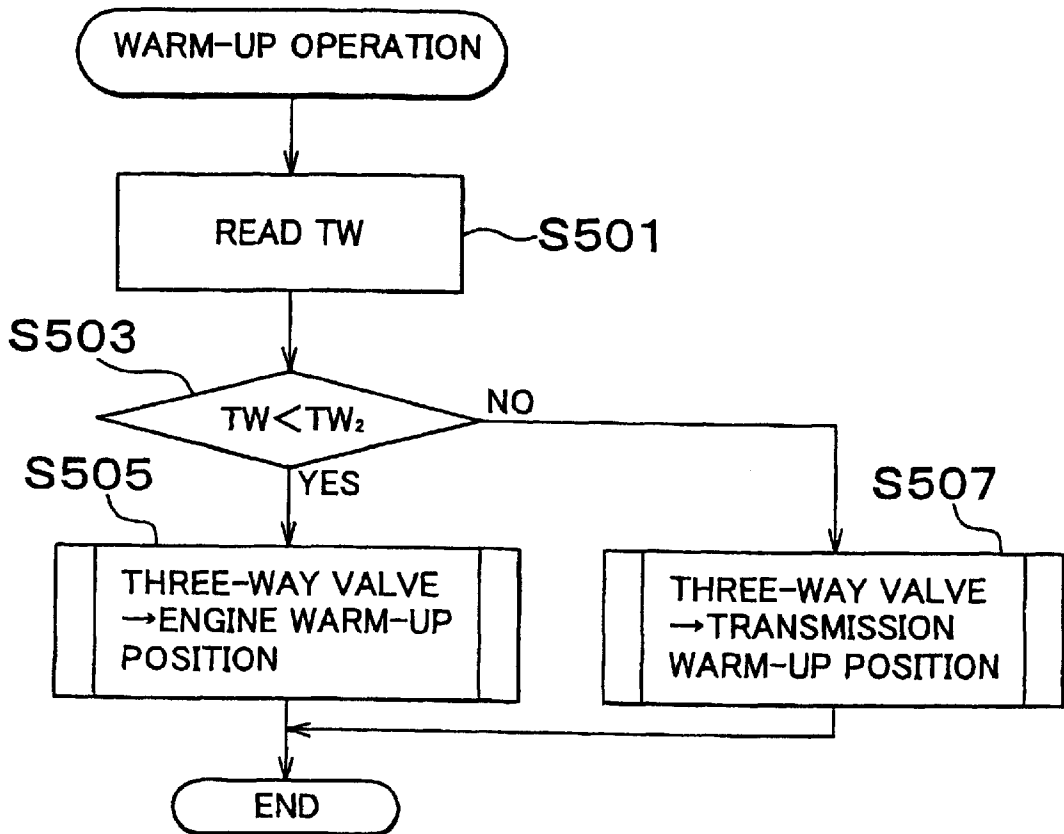 WARM-UP OPERATION
READ TW
S501
S503
TW<TW₂
NO
YES
S505
S507
THREE-WAY VALVE
→ENGINE WARM-UP
POSITION
THREE-WAY VALVE
→TRANSMISSION
WARM-UP POSITION
END